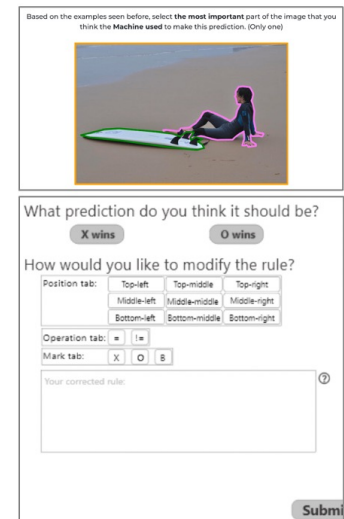 Based on the examples seen before, select the most important part of the image that you
think the Machine used to make this prediction. (Only one)
What prediction do you think it should be?
X wins O wins
How would you like to modify the rule?
Position tab: Top-left Top-middle Top-right
Middle-left Middle-middle Middle-right
Bottom-left Bottom-middle Bottom-right
Operation tab: = !=
Mark tab: X O B
Your corrected rule:
?
Submi